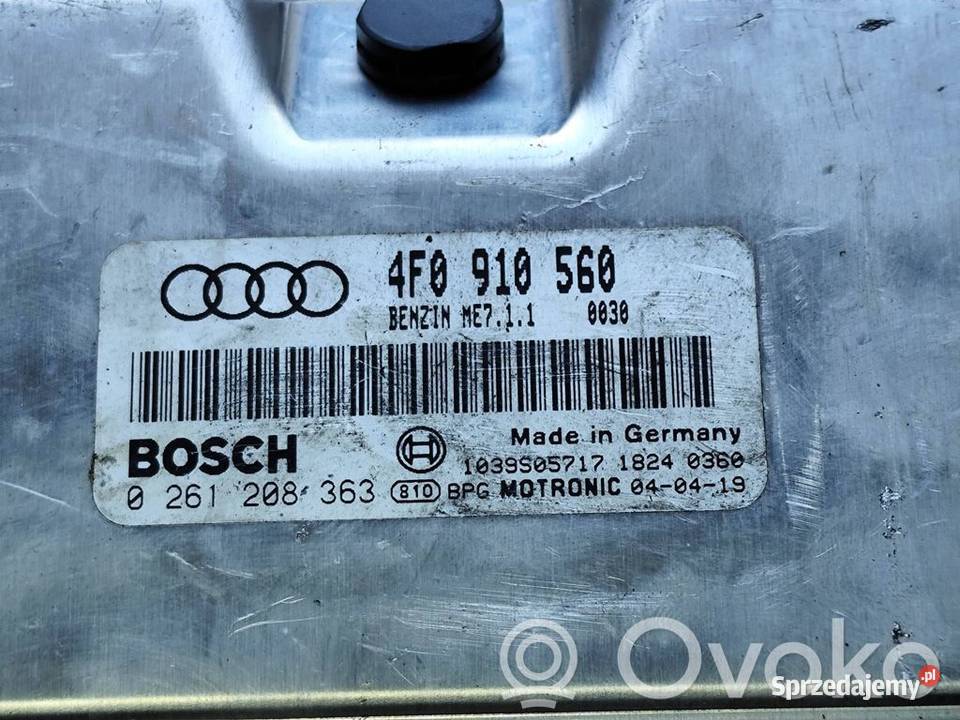 4F0 910 560
BENZIN ME7.1.1 0030
BOSCH
Made in Germany
1039S05717 1824 0360
0 261 208 363 810 BPG MOTRONIC 04-04-19
Ovoko
Sprzedajemy.pl